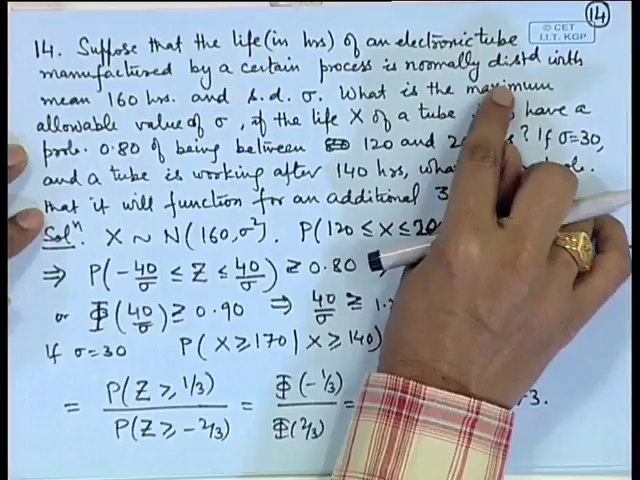 14
© CET
I.I.T. KGP
14. Suppose that the life (in hrs) of an electronic tube
manufactured by a certain process is normally distd with
mean 160 hrs. and s.d. σ. What is the maximum
allowable value of σ, if the life X of a tube have a
prob. 0.80 of being between 120 and 2 ? If σ=30,
and a tube is working after 140 hrs,
that it will function for an additional 3
Solⁿ. X ~ N(160, σ²). P(120 ≤ X ≤ 20
⇒ P(-40/σ ≤ Z ≤ 40/σ) ≥ 0.80
or Φ(40/σ) ≥ 0.90 ⇒ 40/σ ≥ 1.
If σ=30 P(X ≥ 170 | X ≥ 140)
= P(Z ≥ 1/3) / P(Z ≥ -2/3) = Φ(-1/3) / Φ(2/3) = 3.